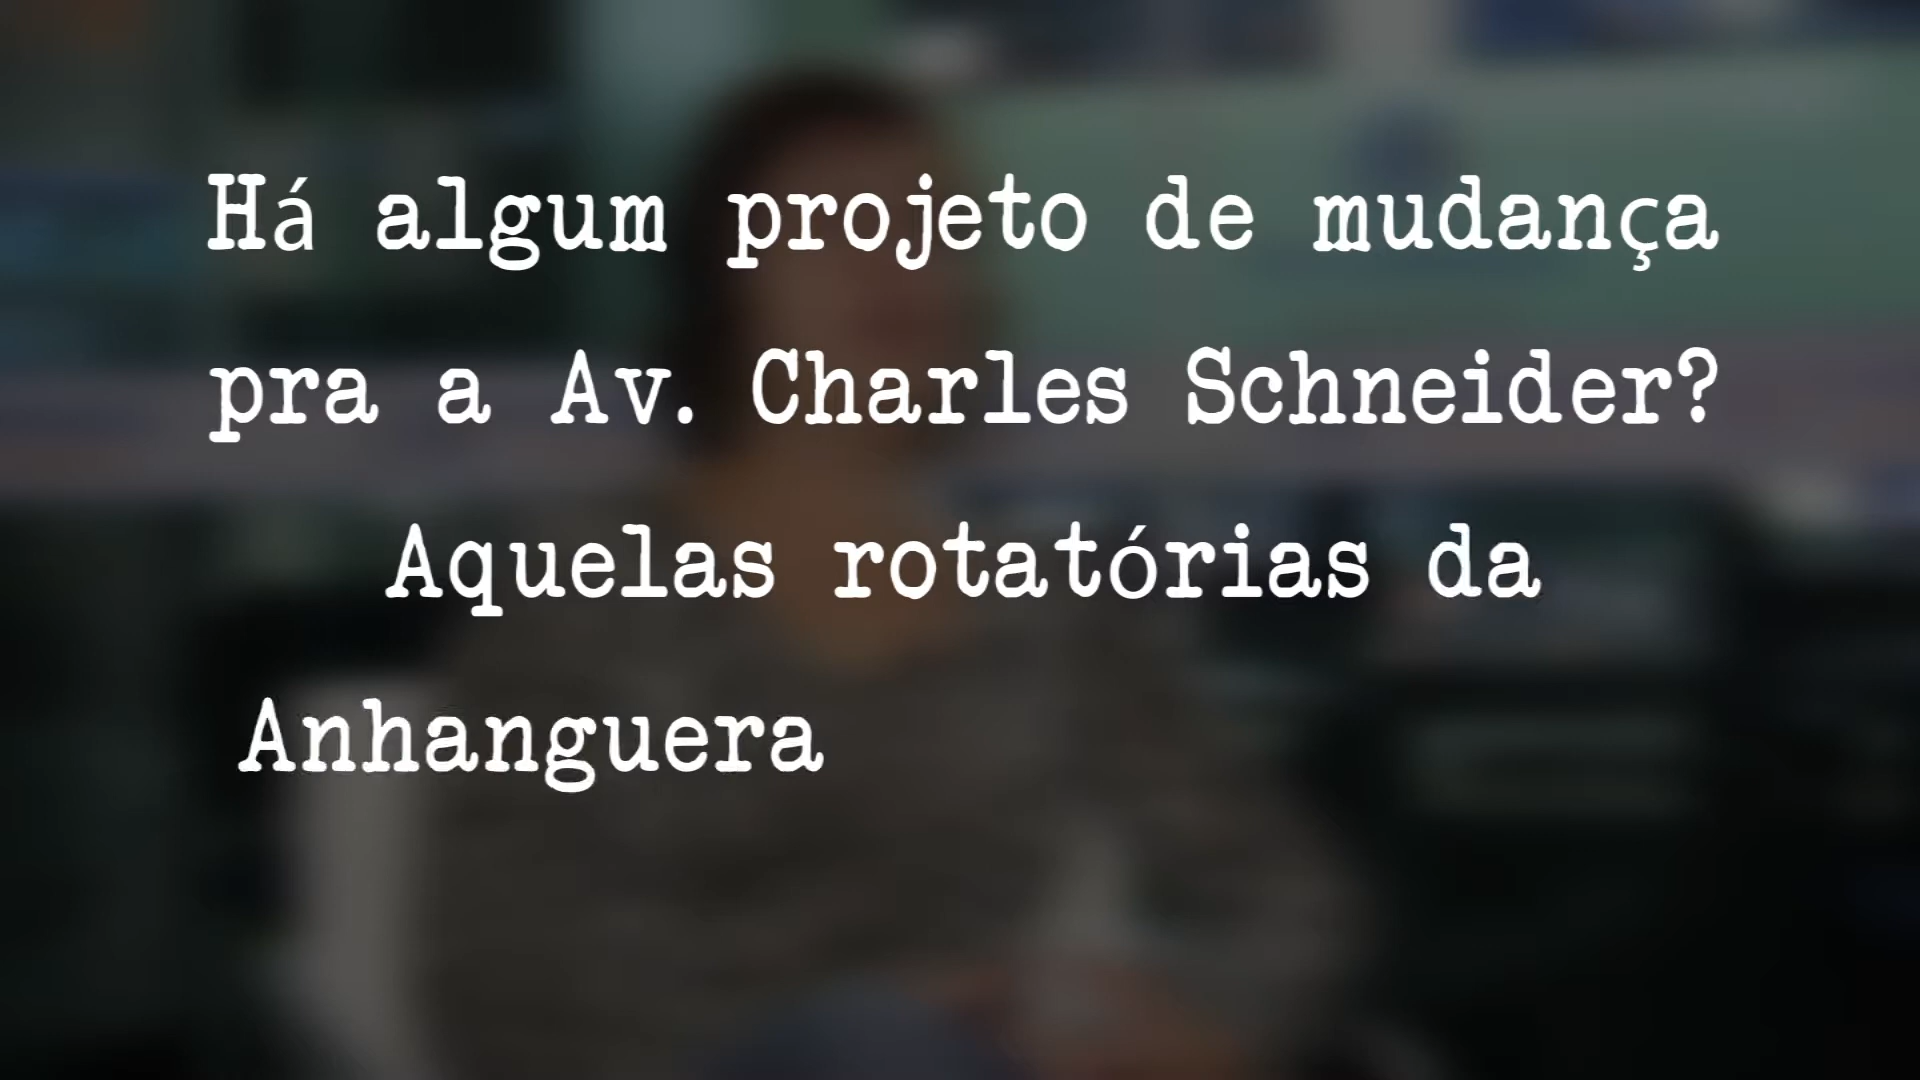 Há algum projeto de mudança
pra a Av. Charles Schneider?
Aquelas rotatórias da
Anhanguera